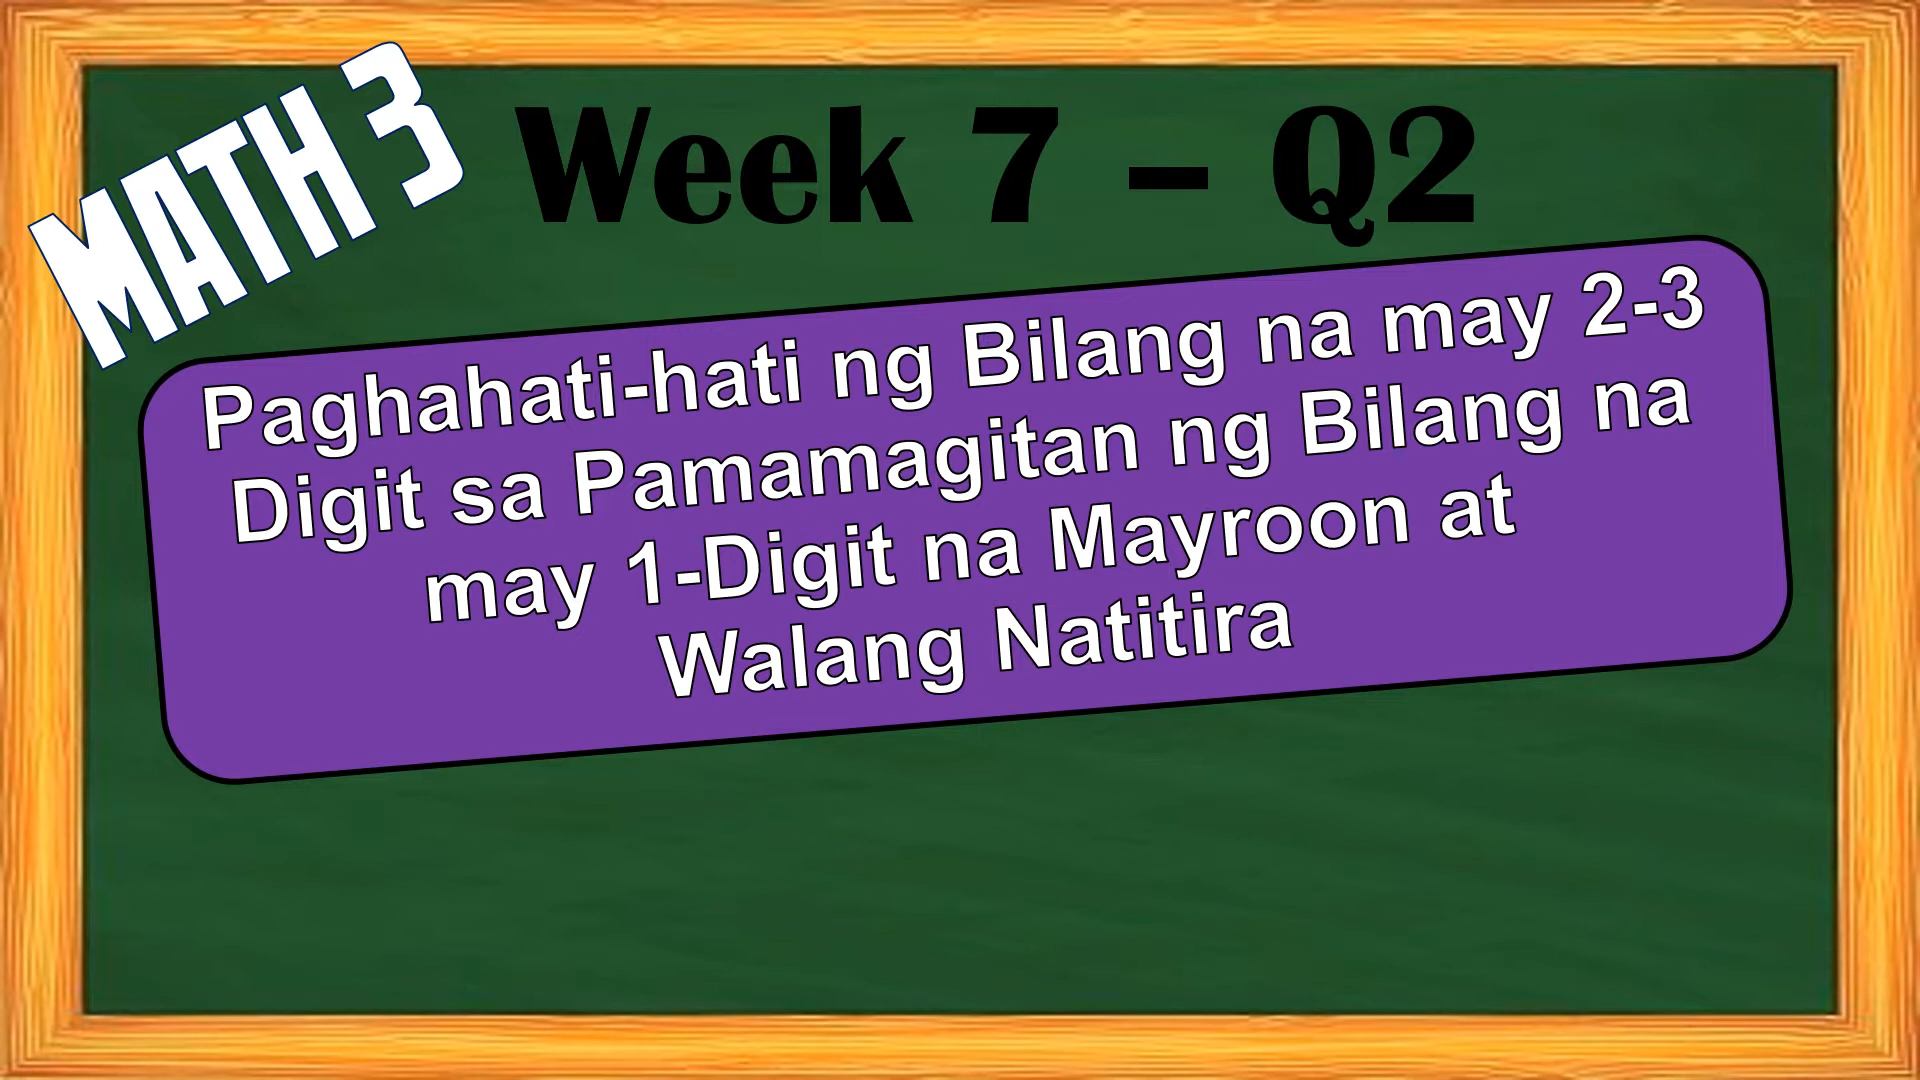 MATH 3
Week 7 – Q2
Paghahati-hati ng Bilang na may 2-3
Digit sa Pamamagitan ng Bilang na
may 1-Digit na Mayroon at
Walang Natitira